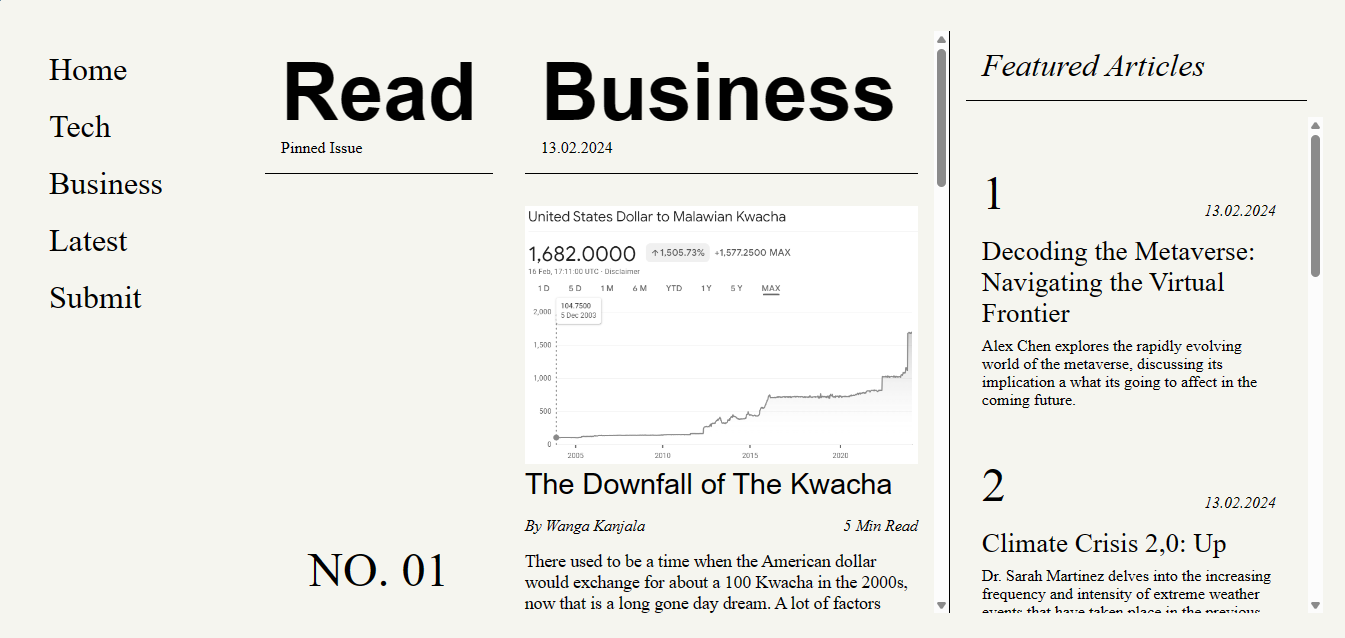 Home
Tech
Business
Latest
Submit
Read
Pinned Issue
NO. 01
Business
13.02.2024
United States Dollar to Malawian Kwacha
1,682.0000 ↑1,505.73% +1,577.2500 MAX
16 Feb, 17:11:00 UTC · Disclaimer
1 D 5 D 1 M 6 M YTD 1 Y 5 Y MAX
104.7500
5 Dec 2003
2,000
1,500
1,000
500
0
2005 2010 2015 2020
The Downfall of The Kwacha
By Wanga Kanjala 5 Min Read
There used to be a time when the American dollar
would exchange for about a 100 Kwacha in the 2000s,
now that is a long gone day dream. A lot of factors
Featured Articles
1
13.02.2024
Decoding the Metaverse:
Navigating the Virtual
Frontier
Alex Chen explores the rapidly evolving
world of the metaverse, discussing its
implication a what its going to affect in the
coming future.
2
13.02.2024
Climate Crisis 2,0: Up
Dr. Sarah Martinez delves into the increasing
frequency and intensity of extreme weather
events that have taken place in the previous